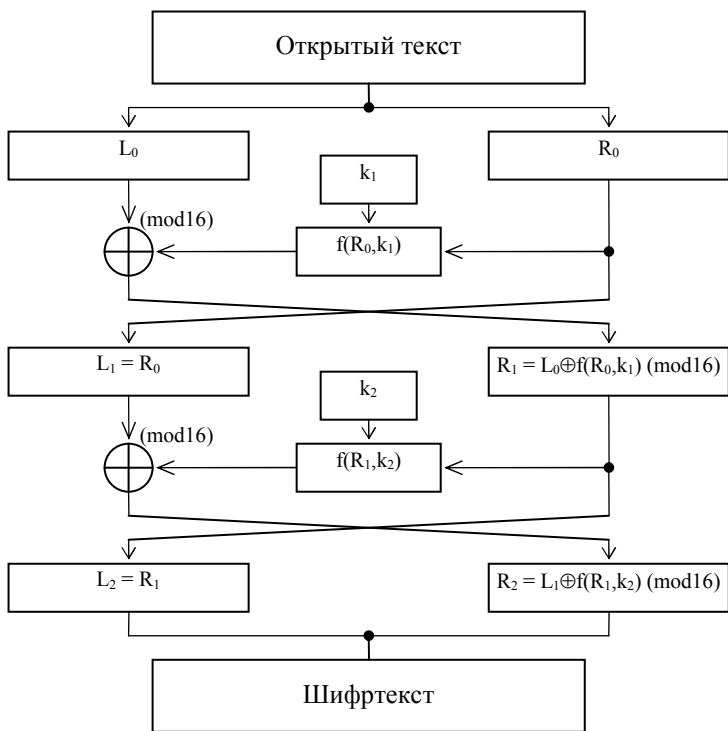 Открытый текст
L₀
R₀
k₁
(mod16)
f(R₀,k₁)
L₁ = R₀
R₁ = L₀⊕f(R₀,k₁) (mod16)
k₂
(mod16)
f(R₁,k₂)
L₂ = R₁
R₂ = L₁⊕f(R₁,k₂) (mod16)
Шифртекст